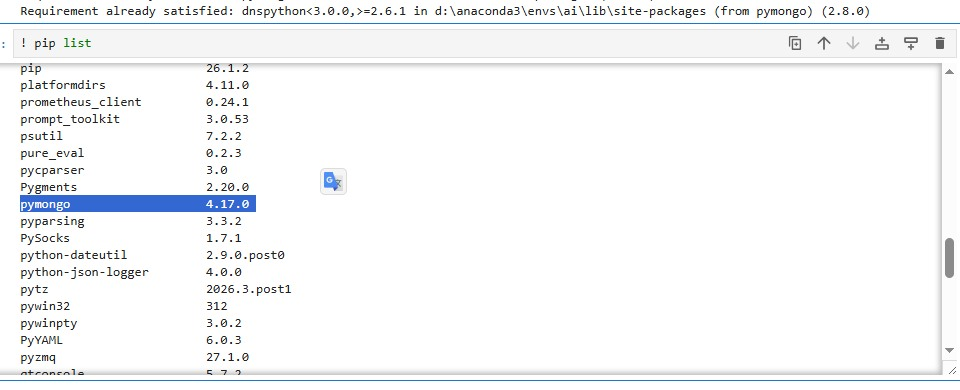 Requirement already satisfied: dnspython<3.0.0,>=2.6.1 in d:\anaconda3\envs\ai\lib\site-packages (from pymongo) (2.8.0)
: ! pip list
pip 26.1.2
platformdirs 4.11.0
prometheus_client 0.24.1
prompt_toolkit 3.0.53
psutil 7.2.2
pure_eval 0.2.3
pycparser 3.0
Pygments 2.20.0
pymongo 4.17.0
pyparsing 3.3.2
PySocks 1.7.1
python-dateutil 2.9.0.post0
python-json-logger 4.0.0
pytz 2026.3.post1
pywin32 312
pywinpty 3.0.2
PyYAML 6.0.3
pyzmq 27.1.0
qtconsole 5.7.2